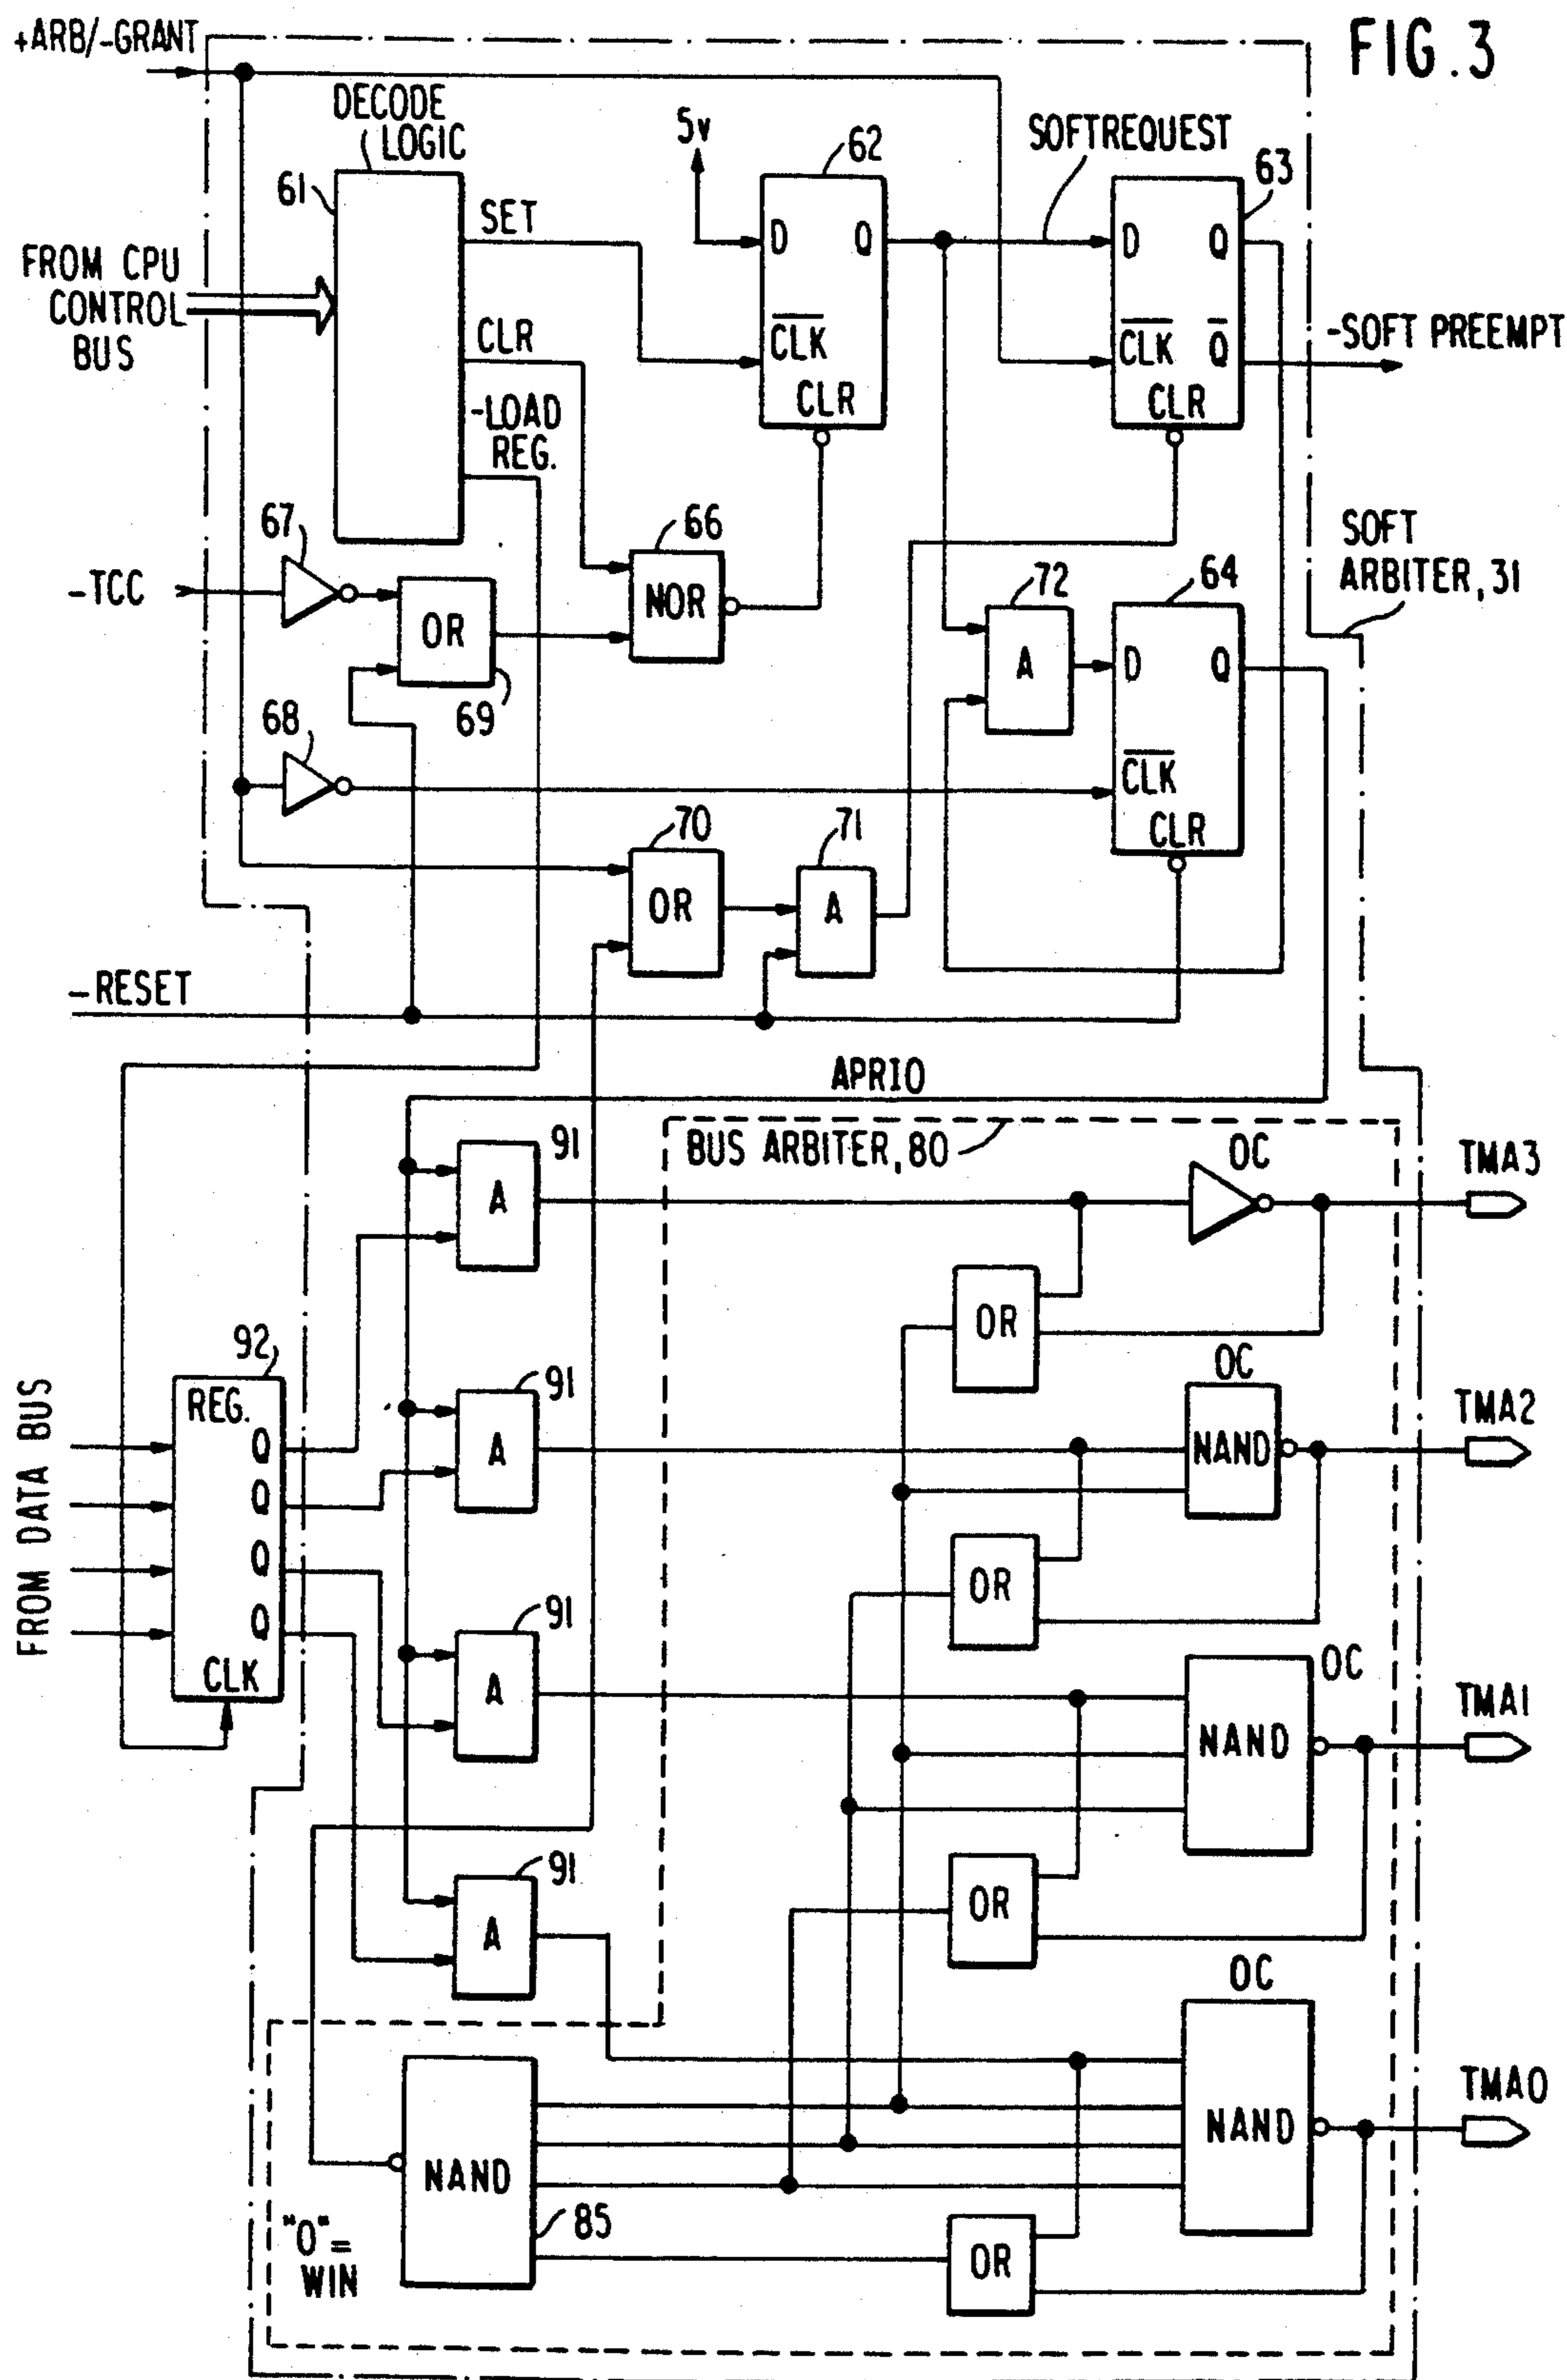 FIG. 3
+ARB/-GRANT
DECODE
LOGIC
61
FROM CPU
CONTROL
BUS
SET
CLR
-LOAD
REG.
5v
62
D Q
CLK
CLR
SOFTREQUEST
63
D Q
CLK Q
CLR
-SOFT PREEMPT
67
-TCC
OR
69
66
NOR
72
A
64
D Q
CLK
CLR
SOFT
ARBITER, 31
68
70
OR
71
A
-RESET
APRIO
BUS ARBITER, 80
91
A
OC
TMA3
OR
92
REG.
Q
Q
Q
Q
CLK
FROM DATA BUS
91
A
OC
NAND
TMA2
OR
91
A
OC
NAND
TMA1
OR
91
A
OC
NAND
TMA0
NAND
85
"0"=
WIN
OR